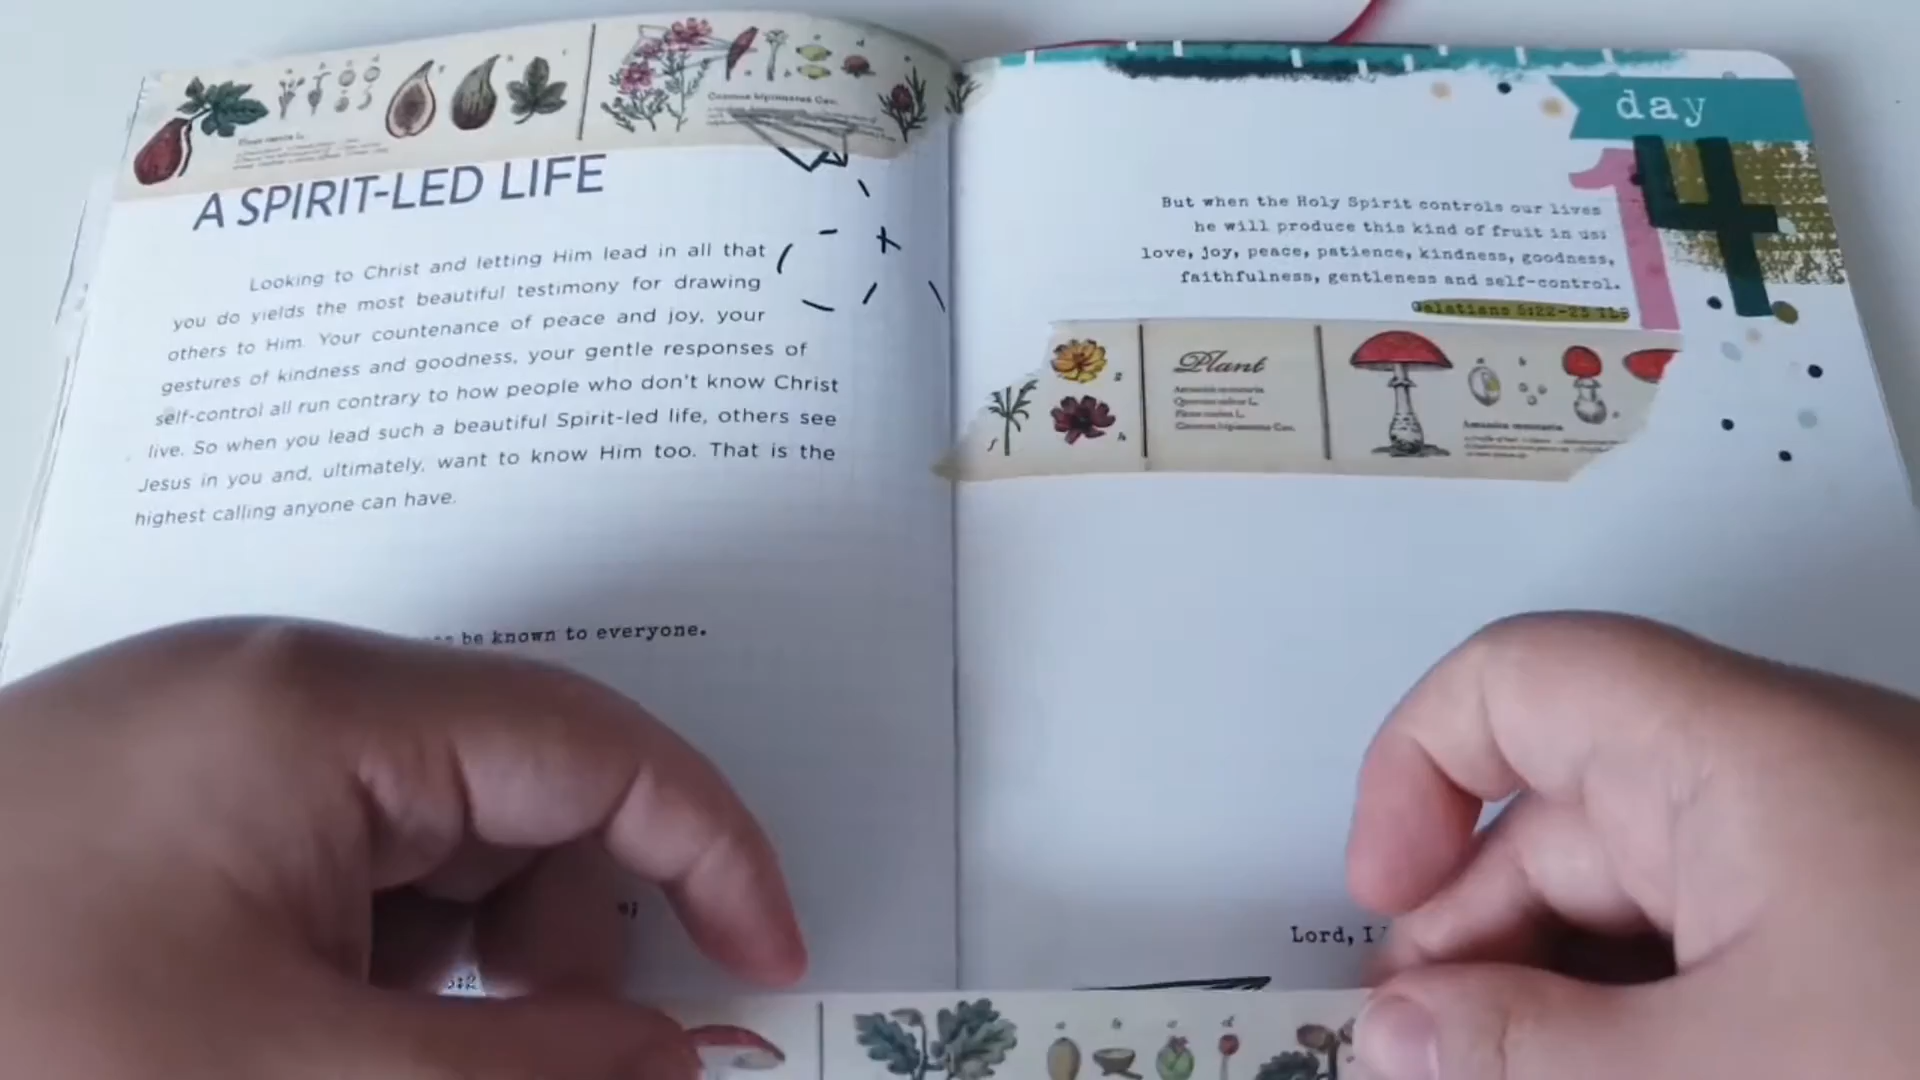 A SPIRIT-LED LIFE
Looking to Christ and letting Him lead in all that
you do yields the most beautiful testimony for drawing
others to Him. Your countenance of peace and joy, your
gestures of kindness and goodness, your gentle responses of
self-control all run contrary to how people who don't know Christ
live. So when you lead such a beautiful Spirit-led life, others see
Jesus in you and, ultimately, want to know Him too. That is the
highest calling anyone can have.
be known to everyone.
day
14
But when the Holy Spirit controls our lives
he will produce this kind of fruit in us:
love, joy, peace, patience, kindness, goodness,
faithfulness, gentleness and self-control.
Galatians 5:22-23 TLB
Plant
Lord, I